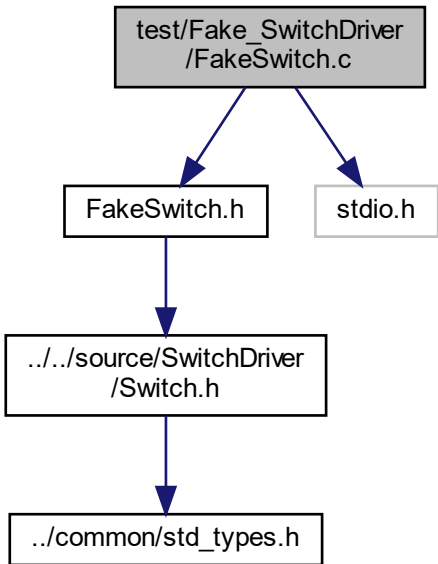 test/Fake_SwitchDriver
/FakeSwitch.c
FakeSwitch.h
stdio.h
../../source/SwitchDriver
/Switch.h
../common/std_types.h